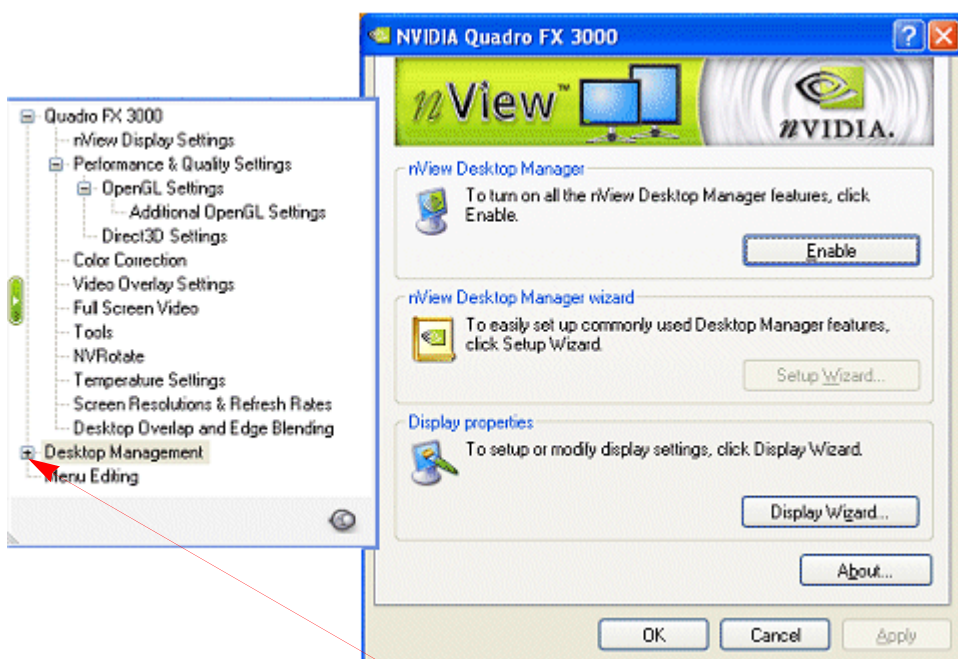 NVIDIA Quadro FX 3000
nView™
nVIDIA.
Quadro FX 3000
nView Display Settings
Performance & Quality Settings
OpenGL Settings
Additional OpenGL Settings
Direct3D Settings
Color Correction
Video Overlay Settings
Full Screen Video
Tools
NVRotate
Temperature Settings
Screen Resolutions & Refresh Rates
Desktop Overlap and Edge Blending
Desktop Management
Menu Editing
nView Desktop Manager
To turn on all the nView Desktop Manager features, click
Enable.
Enable
nView Desktop Manager wizard
To easily set up commonly used Desktop Manager features,
click Setup Wizard.
Setup Wizard...
Display properties
To setup or modify display settings, click Display Wizard.
Display Wizard...
About...
OK
Cancel
Apply